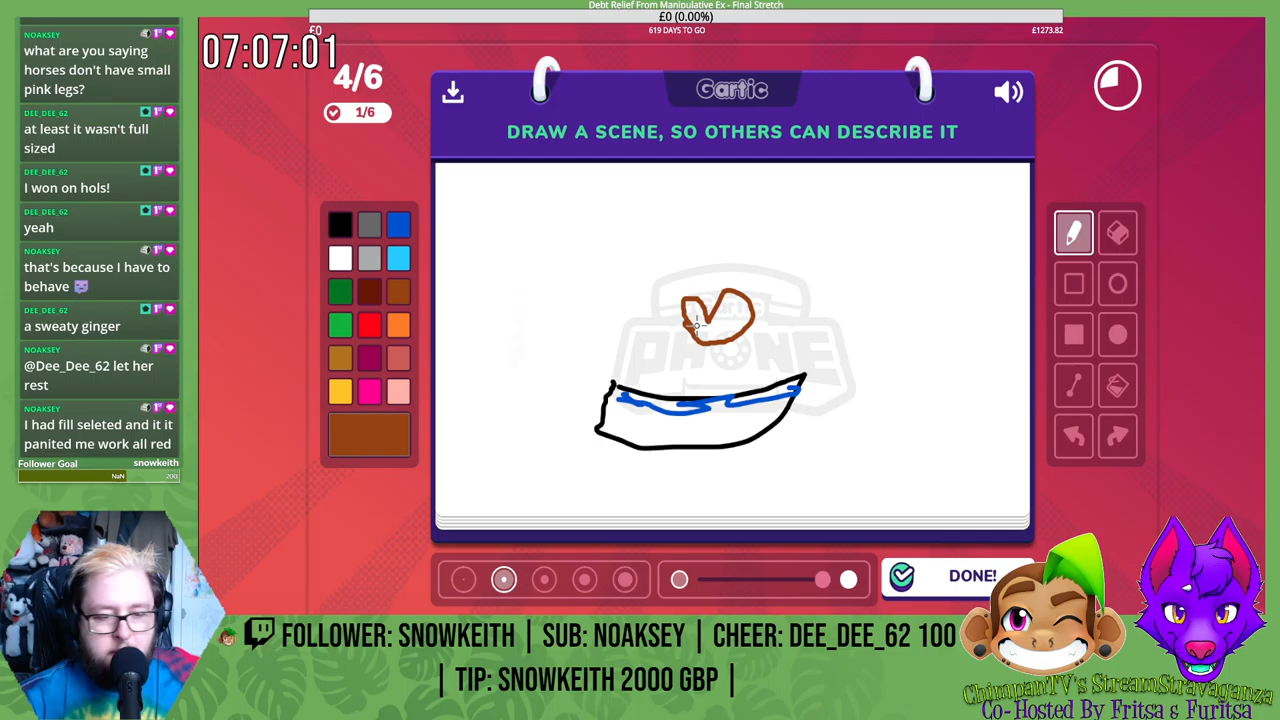 Debt Relief From Manipulative Ex - Final Stretch
£0 (0.00%)
£0
619 DAYS TO GO
£1273.82
07:07:01
NOAKSEY
what are you saying
horses don't have small
pink legs?
DEE_DEE_62
at least it wasn't full
sized
DEE_DEE_62
I won on hols!
DEE_DEE_62
yeah
NOAKSEY
that's because I have to
behave
DEE_DEE_62
a sweaty ginger
NOAKSEY
@Dee_Dee_62 let her
rest
NOAKSEY
I had fill seleted and it it
panited me work all red
Follower Goal
snowkeith
NaN
200
4/6
1/6
Gartic
DRAW A SCENE, SO OTHERS CAN DESCRIBE IT
Gartic
PHONE
DONE!
FOLLOWER: SNOWKEITH | SUB: NOAKSEY | CHEER: DEE_DEE_62 100
| TIP: SNOWKEITH 2000 GBP |
ChimpanTV's StreamStravaganza
Co-Hosted By Fritsa & Furitsa